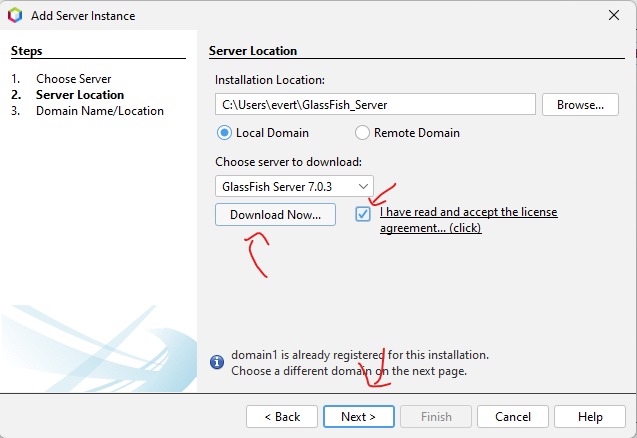 Add Server Instance
Steps
1. Choose Server
2. Server Location
3. Domain Name/Location
Server Location
Installation Location:
C:\Users\evert\GlassFish_Server
Browse...
Local Domain
Remote Domain
Choose server to download:
GlassFish Server 7.0.3
Download Now...
I have read and accept the license
agreement... (click)
domain1 is already registered for this installation.
Choose a different domain on the next page.
< Back
Next >
Finish
Cancel
Help